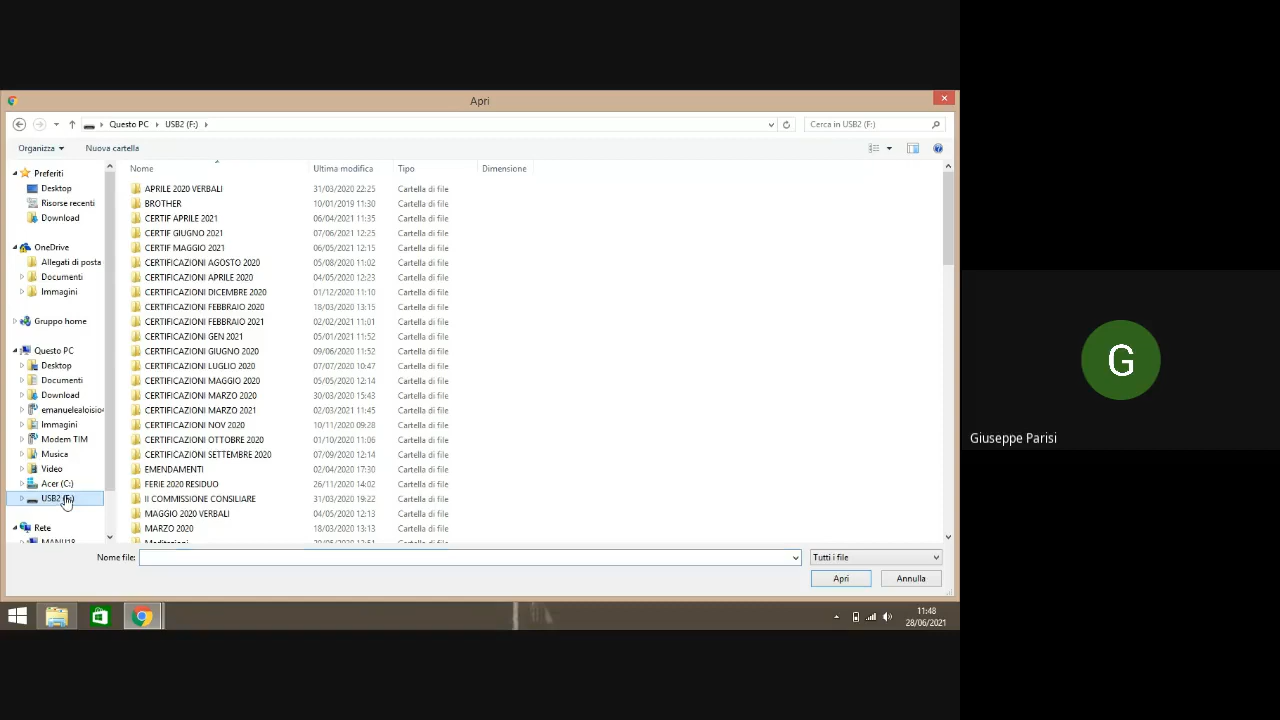 Apri
Questo PC
USB2 (F:)
Cerca in USB2 (F:)
Organizza
Nuova cartella
Preferiti
Desktop
Risorse recenti
Download
OneDrive
Allegati di posta
Documenti
Immagini
Gruppo home
Questo PC
Desktop
Documenti
Download
emanuelealoisio
Immagini
Modem TIM
Musica
Video
Acer (C:)
USB2 (F:)
Rete
MANU18
Nome Ultima modifica Tipo Dimensione
APRILE 2020 VERBALI 31/03/2020 22:25 Cartella di file
BROTHER 10/01/2019 11:30 Cartella di file
CERTIF APRILE 2021 06/04/2021 11:35 Cartella di file
CERTIF GIUGNO 2021 07/06/2021 12:25 Cartella di file
CERTIF MAGGIO 2021 06/05/2021 12:15 Cartella di file
CERTIFICAZIONI AGOSTO 2020 05/08/2020 11:02 Cartella di file
CERTIFICAZIONI APRILE 2020 04/05/2020 12:23 Cartella di file
CERTIFICAZIONI DICEMBRE 2020 01/12/2020 11:10 Cartella di file
CERTIFICAZIONI FEBBRAIO 2020 18/03/2020 13:15 Cartella di file
CERTIFICAZIONI FEBBRAIO 2021 02/02/2021 11:01 Cartella di file
CERTIFICAZIONI GEN 2021 05/01/2021 11:52 Cartella di file
CERTIFICAZIONI GIUGNO 2020 09/06/2020 11:52 Cartella di file
CERTIFICAZIONI LUGLIO 2020 07/07/2020 10:47 Cartella di file
CERTIFICAZIONI MAGGIO 2020 05/05/2020 12:14 Cartella di file
CERTIFICAZIONI MARZO 2020 30/03/2020 15:43 Cartella di file
CERTIFICAZIONI MARZO 2021 02/03/2021 11:45 Cartella di file
CERTIFICAZIONI NOV 2020 10/11/2020 09:28 Cartella di file
CERTIFICAZIONI OTTOBRE 2020 01/10/2020 11:06 Cartella di file
CERTIFICAZIONI SETTEMBRE 2020 07/09/2020 12:14 Cartella di file
EMENDAMENTI 02/04/2020 17:30 Cartella di file
FERIE 2020 RESIDUO 26/11/2020 14:02 Cartella di file
II COMMISSIONE CONSILIARE 31/03/2020 19:22 Cartella di file
MAGGIO 2020 VERBALI 04/05/2020 12:13 Cartella di file
MARZO 2020 18/03/2020 13:13 Cartella di file
Meditazioni
Nome file:
Tutti i file
Apri
Annulla
11:48
28/06/2021
G
Giuseppe Parisi